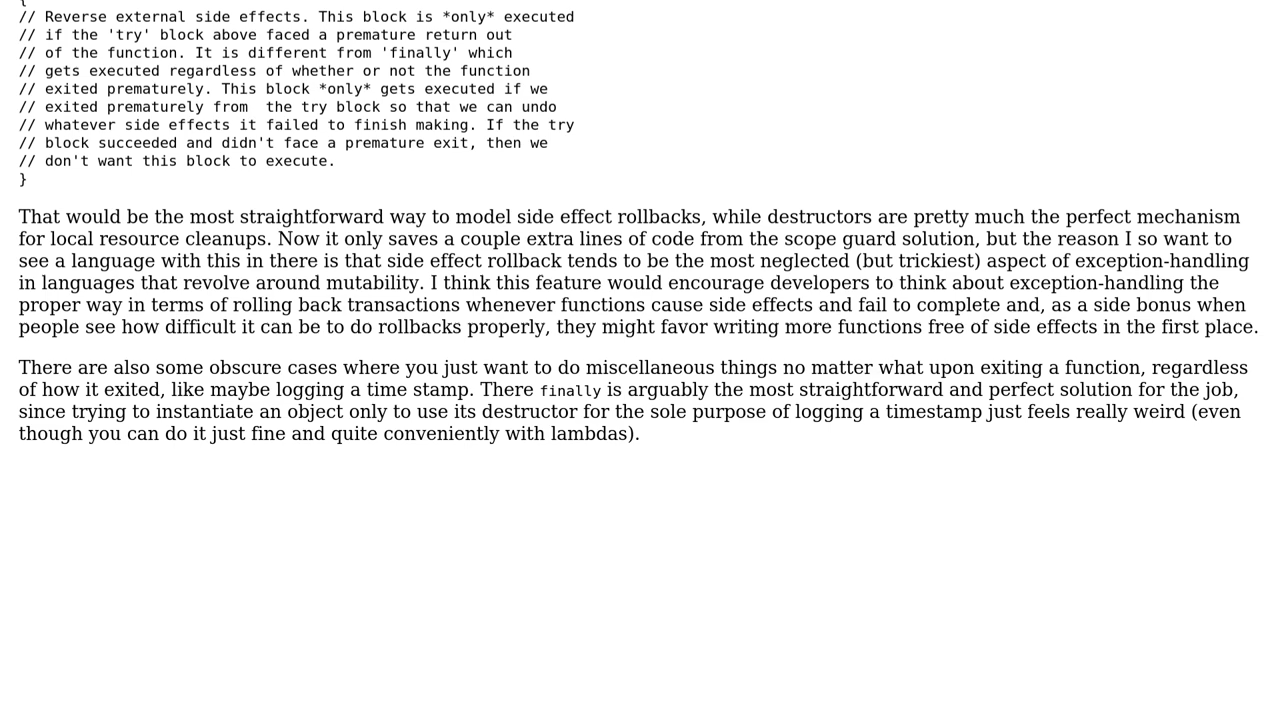 {
// Reverse external side effects. This block is *only* executed
// if the 'try' block above faced a premature return out
// of the function. It is different from 'finally' which
// gets executed regardless of whether or not the function
// exited prematurely. This block *only* gets executed if we
// exited prematurely from  the try block so that we can undo
// whatever side effects it failed to finish making. If the try
// block succeeded and didn't face a premature exit, then we
// don't want this block to execute.
}
That would be the most straightforward way to model side effect rollbacks, while destructors are pretty much the perfect mechanism
for local resource cleanups. Now it only saves a couple extra lines of code from the scope guard solution, but the reason I so want to
see a language with this in there is that side effect rollback tends to be the most neglected (but trickiest) aspect of exception-handling
in languages that revolve around mutability. I think this feature would encourage developers to think about exception-handling the
proper way in terms of rolling back transactions whenever functions cause side effects and fail to complete and, as a side bonus when
people see how difficult it can be to do rollbacks properly, they might favor writing more functions free of side effects in the first place.
There are also some obscure cases where you just want to do miscellaneous things no matter what upon exiting a function, regardless
of how it exited, like maybe logging a time stamp. There finally is arguably the most straightforward and perfect solution for the job,
since trying to instantiate an object only to use its destructor for the sole purpose of logging a timestamp just feels really weird (even
though you can do it just fine and quite conveniently with lambdas).